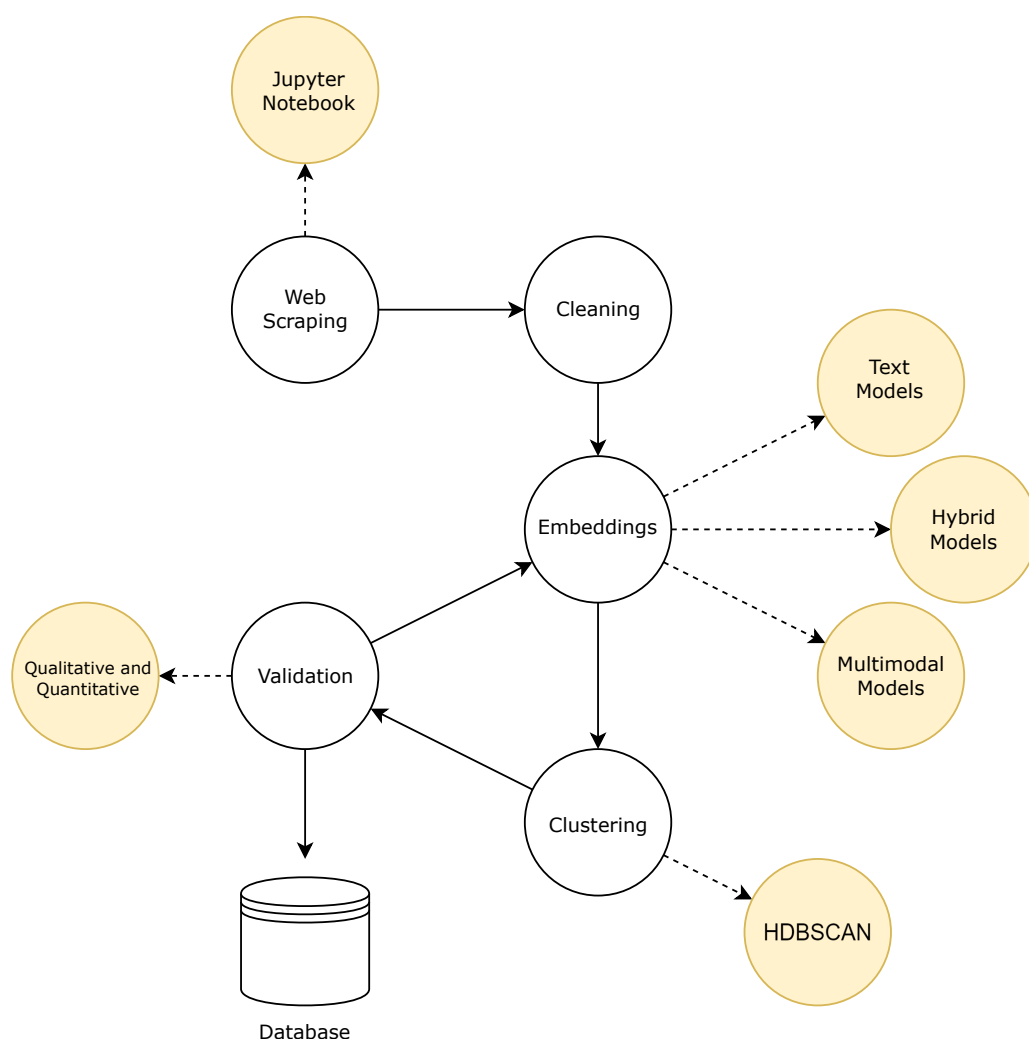 Jupyter
Notebook
Web
Scraping
Cleaning
Text
Models
Embeddings
Hybrid
Models
Qualitative and
Quantitative
Validation
Multimodal
Models
Clustering
HDBSCAN
Database